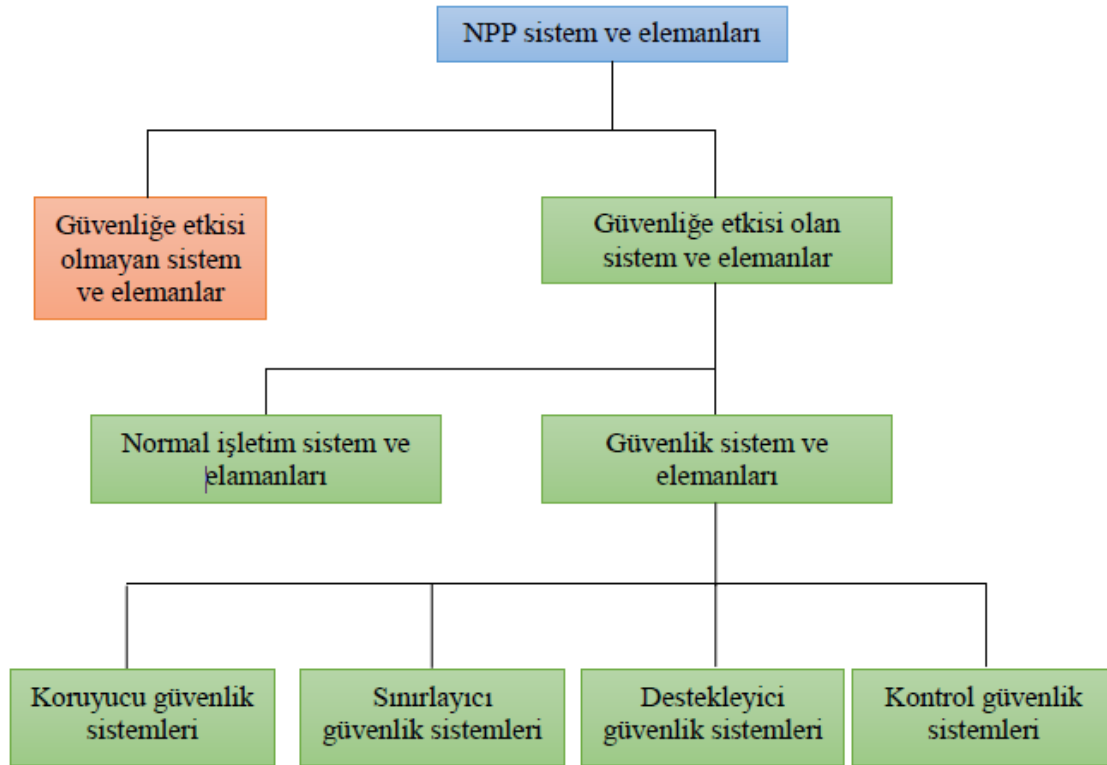 NPP sistem ve elemanları
Güvenliğe etkisi
olmayan sistem
ve elemanlar
Güvenliğe etkisi olan
sistem ve elemanlar
Normal işletim sistem ve
elamanları
Güvenlik sistem ve
elemanları
Koruyucu güvenlik
sistemleri
Sınırlayıcı
güvenlik sistemleri
Destekleyici
güvenlik sistemleri
Kontrol güvenlik
sistemleri